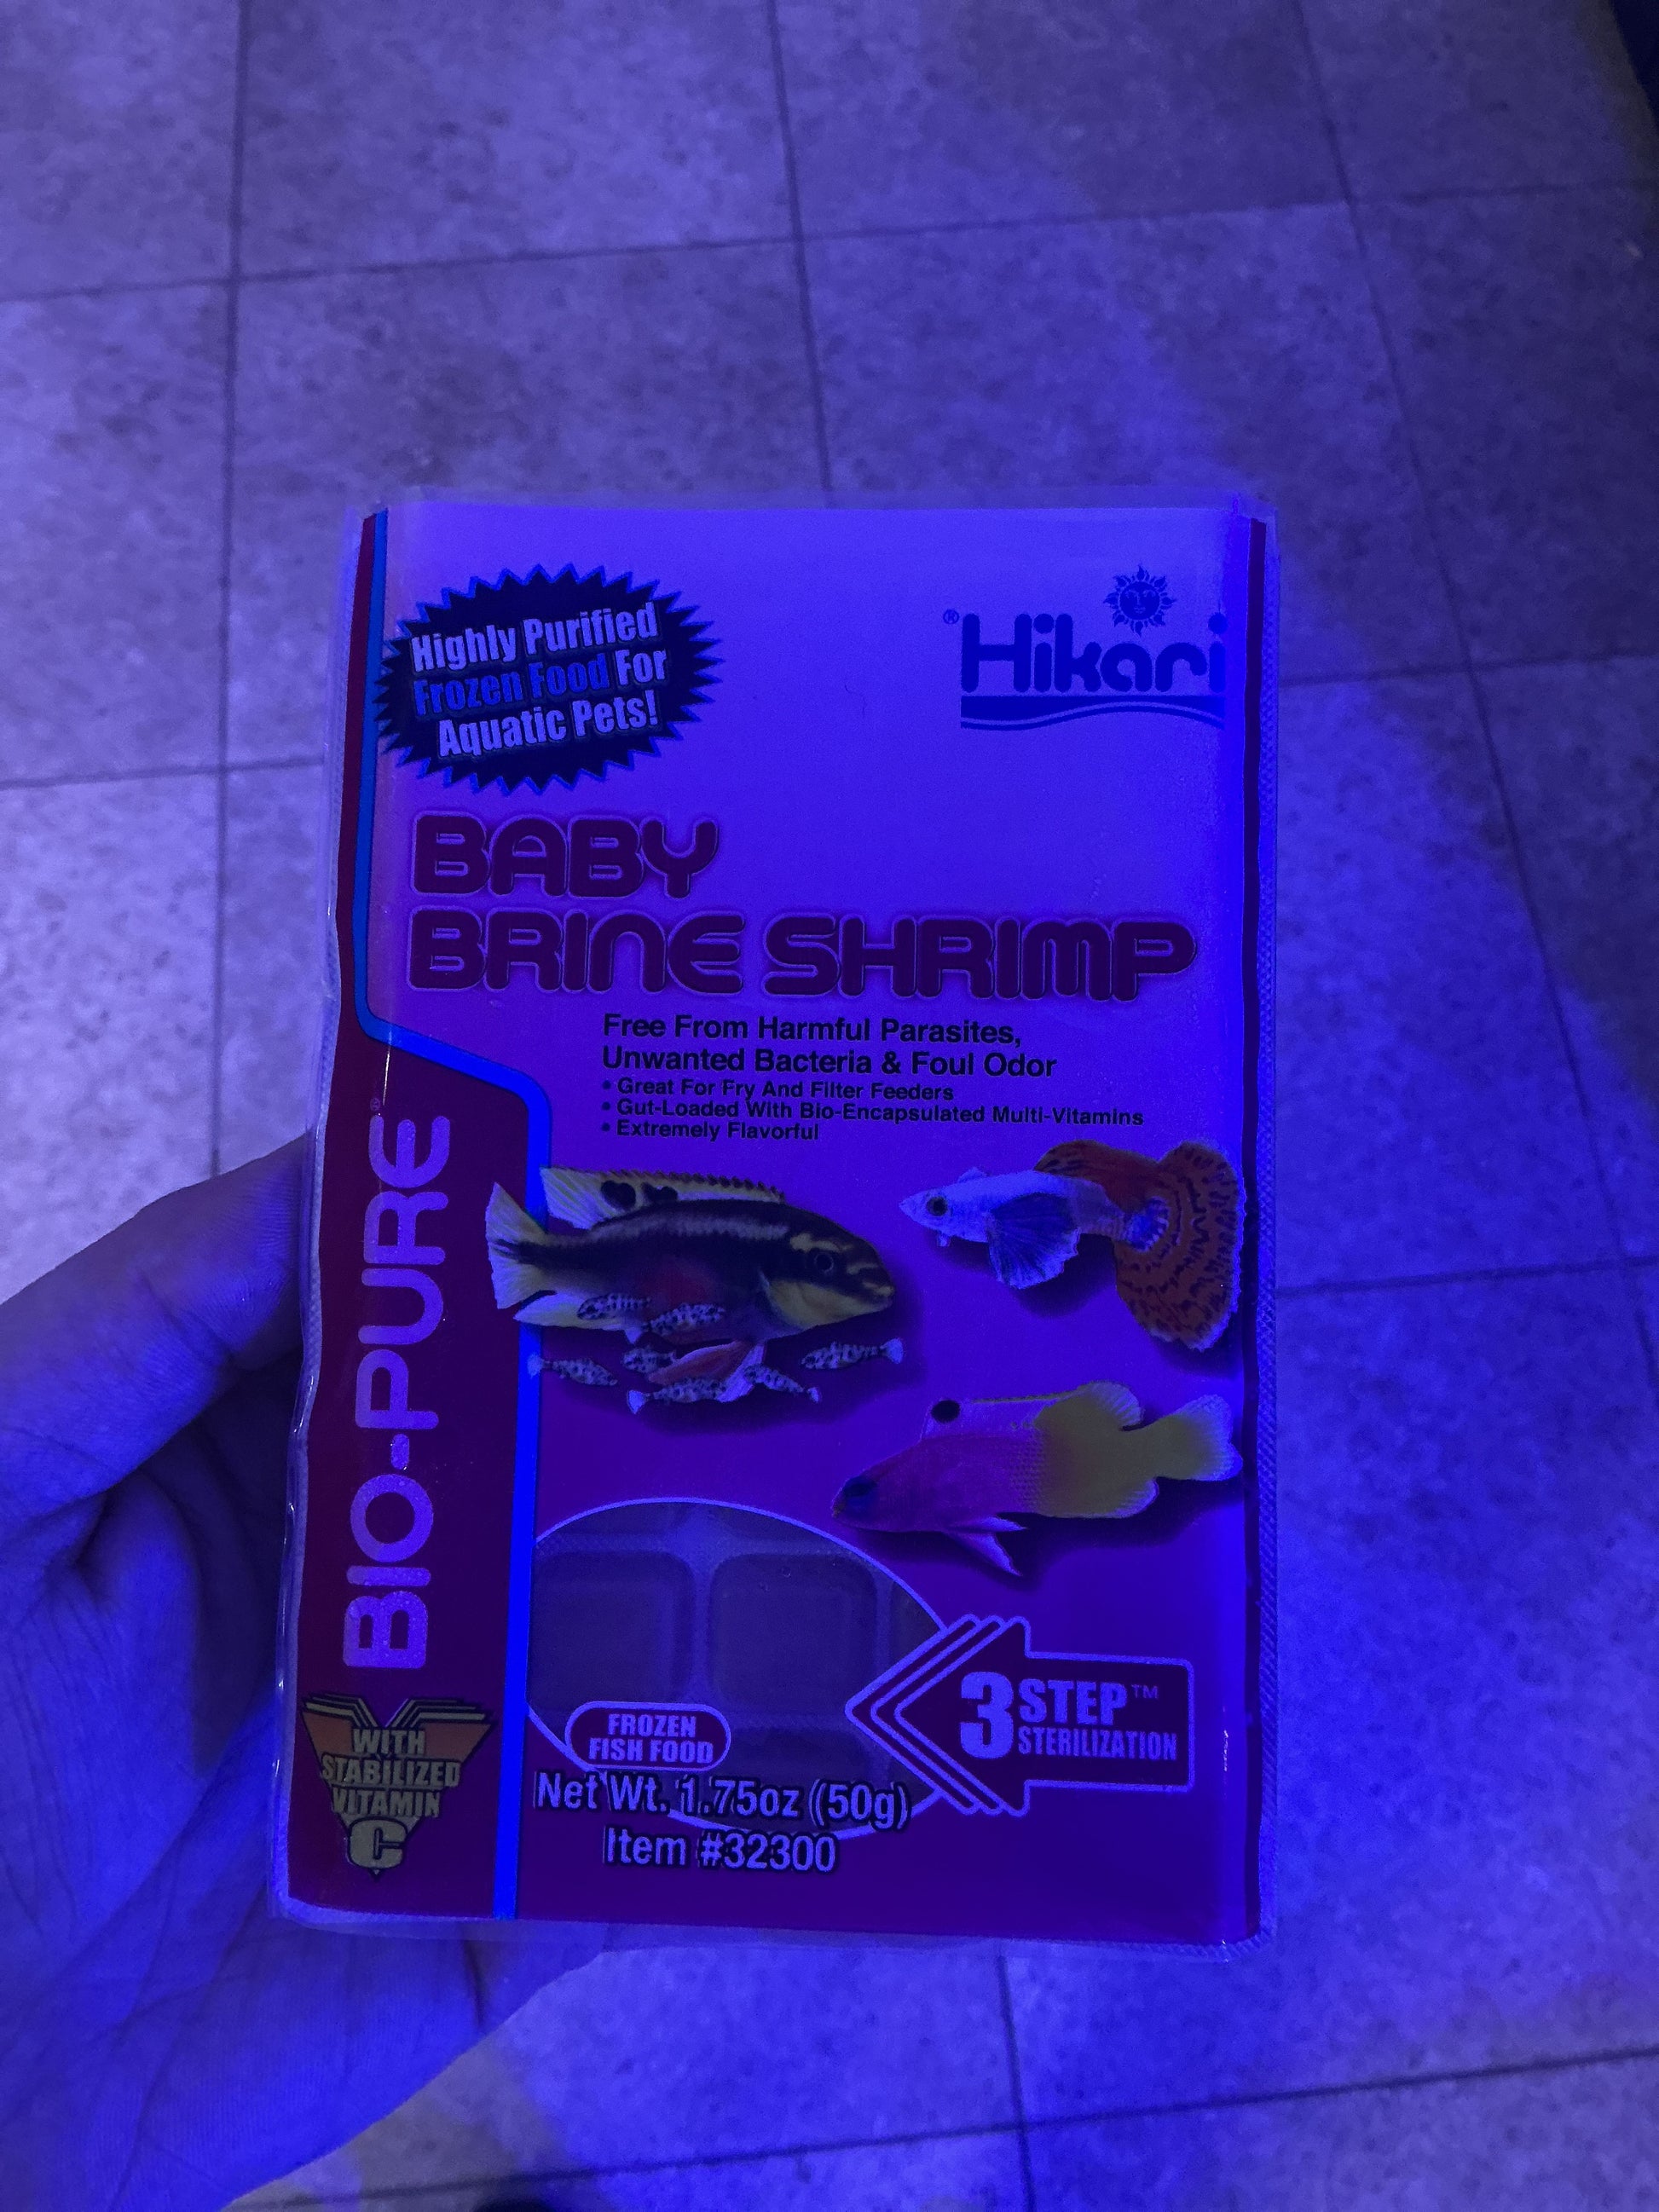 Highly Purified
Frozen Food For
Aquatic Pets!
®Hikari
BABY
BRINE SHRIMP
Free From Harmful Parasites,
Unwanted Bacteria & Foul Odor
• Great For Fry And Filter Feeders
• Gut-Loaded With Bio-Encapsulated Multi-Vitamins
• Extremely Flavorful
BIO-PURE®
3 STEP™
STERILIZATION
FROZEN
FISH FOOD
WITH
STABILIZED
VITAMIN
C
Net Wt. 1.75oz (50g)
Item #32300